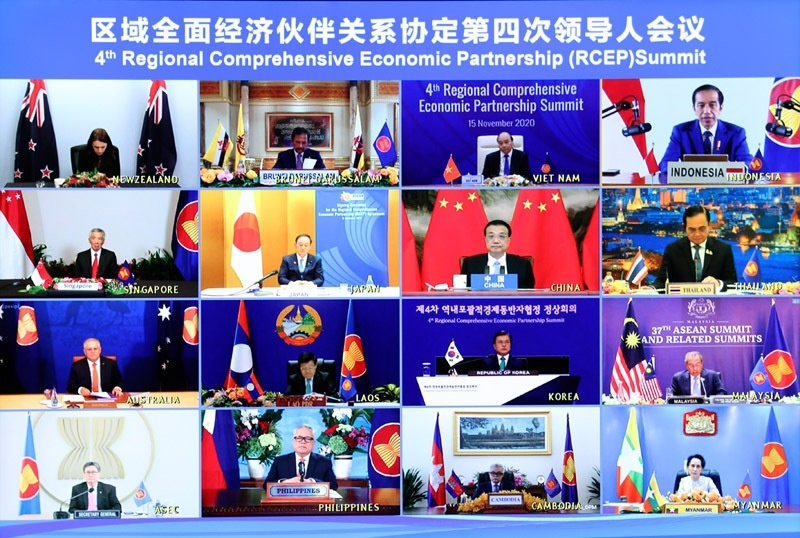 区域全面经济伙伴关系协定第四次领导人会议
4th Regional Comprehensive Economic Partnership (RCEP)Summit
NEWZEALAND
BRUNEI DARUSSALAM
4th Regional Comprehensive
Economic Partnership Summit
15 November 2020
VIET NAM
INDONESIA
INDONESIA
Singapore
SINGAPORE
JAPAN
JAPAN
中国
CHINA
CHINA
THAILAND
THAILAND
AUSTRALIA
LAO PDR
LAOS
제4차 역내포괄적경제동반자협정 정상회의
4th Regional Comprehensive Economic Partnership Summit
REPUBLIC OF KOREA
KOREA
MALAYSIA
37TH ASEAN SUMMIT
AND RELATED SUMMITS
MALAYSIA
MALAYSIA
SECRETARY GENERAL
ASEC
PHILIPPINES
PHILIPPINES
CAMBODIA
CAMBODIA
MYANMAR
MYANMAR